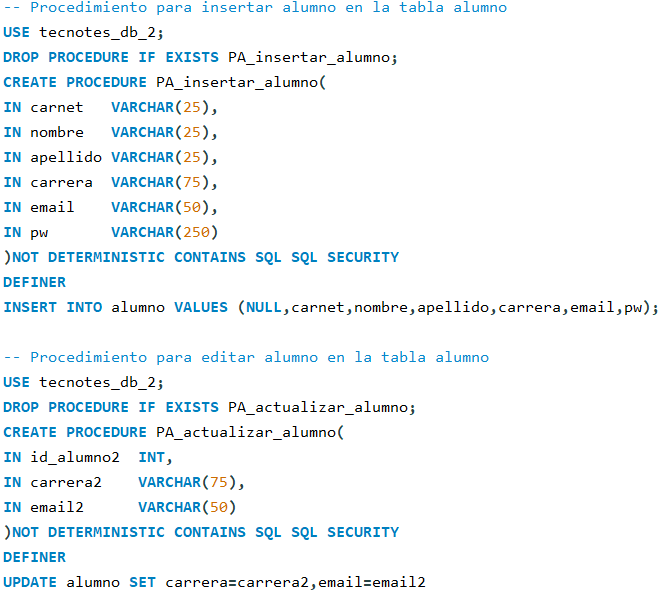 -- Procedimiento para insertar alumno en la tabla alumno
USE tecnotes_db_2;
DROP PROCEDURE IF EXISTS PA_insertar_alumno;
CREATE PROCEDURE PA_insertar_alumno(
IN carnet   VARCHAR(25),
IN nombre   VARCHAR(25),
IN apellido VARCHAR(25),
IN carrera  VARCHAR(75),
IN email    VARCHAR(50),
IN pw       VARCHAR(250)
)NOT DETERMINISTIC CONTAINS SQL SQL SECURITY
DEFINER
INSERT INTO alumno VALUES (NULL,carnet,nombre,apellido,carrera,email,pw);

-- Procedimiento para editar alumno en la tabla alumno
USE tecnotes_db_2;
DROP PROCEDURE IF EXISTS PA_actualizar_alumno;
CREATE PROCEDURE PA_actualizar_alumno(
IN id_alumno2  INT,
IN carrera2    VARCHAR(75),
IN email2      VARCHAR(50)
)NOT DETERMINISTIC CONTAINS SQL SQL SECURITY
DEFINER
UPDATE alumno SET carrera=carrera2,email=email2